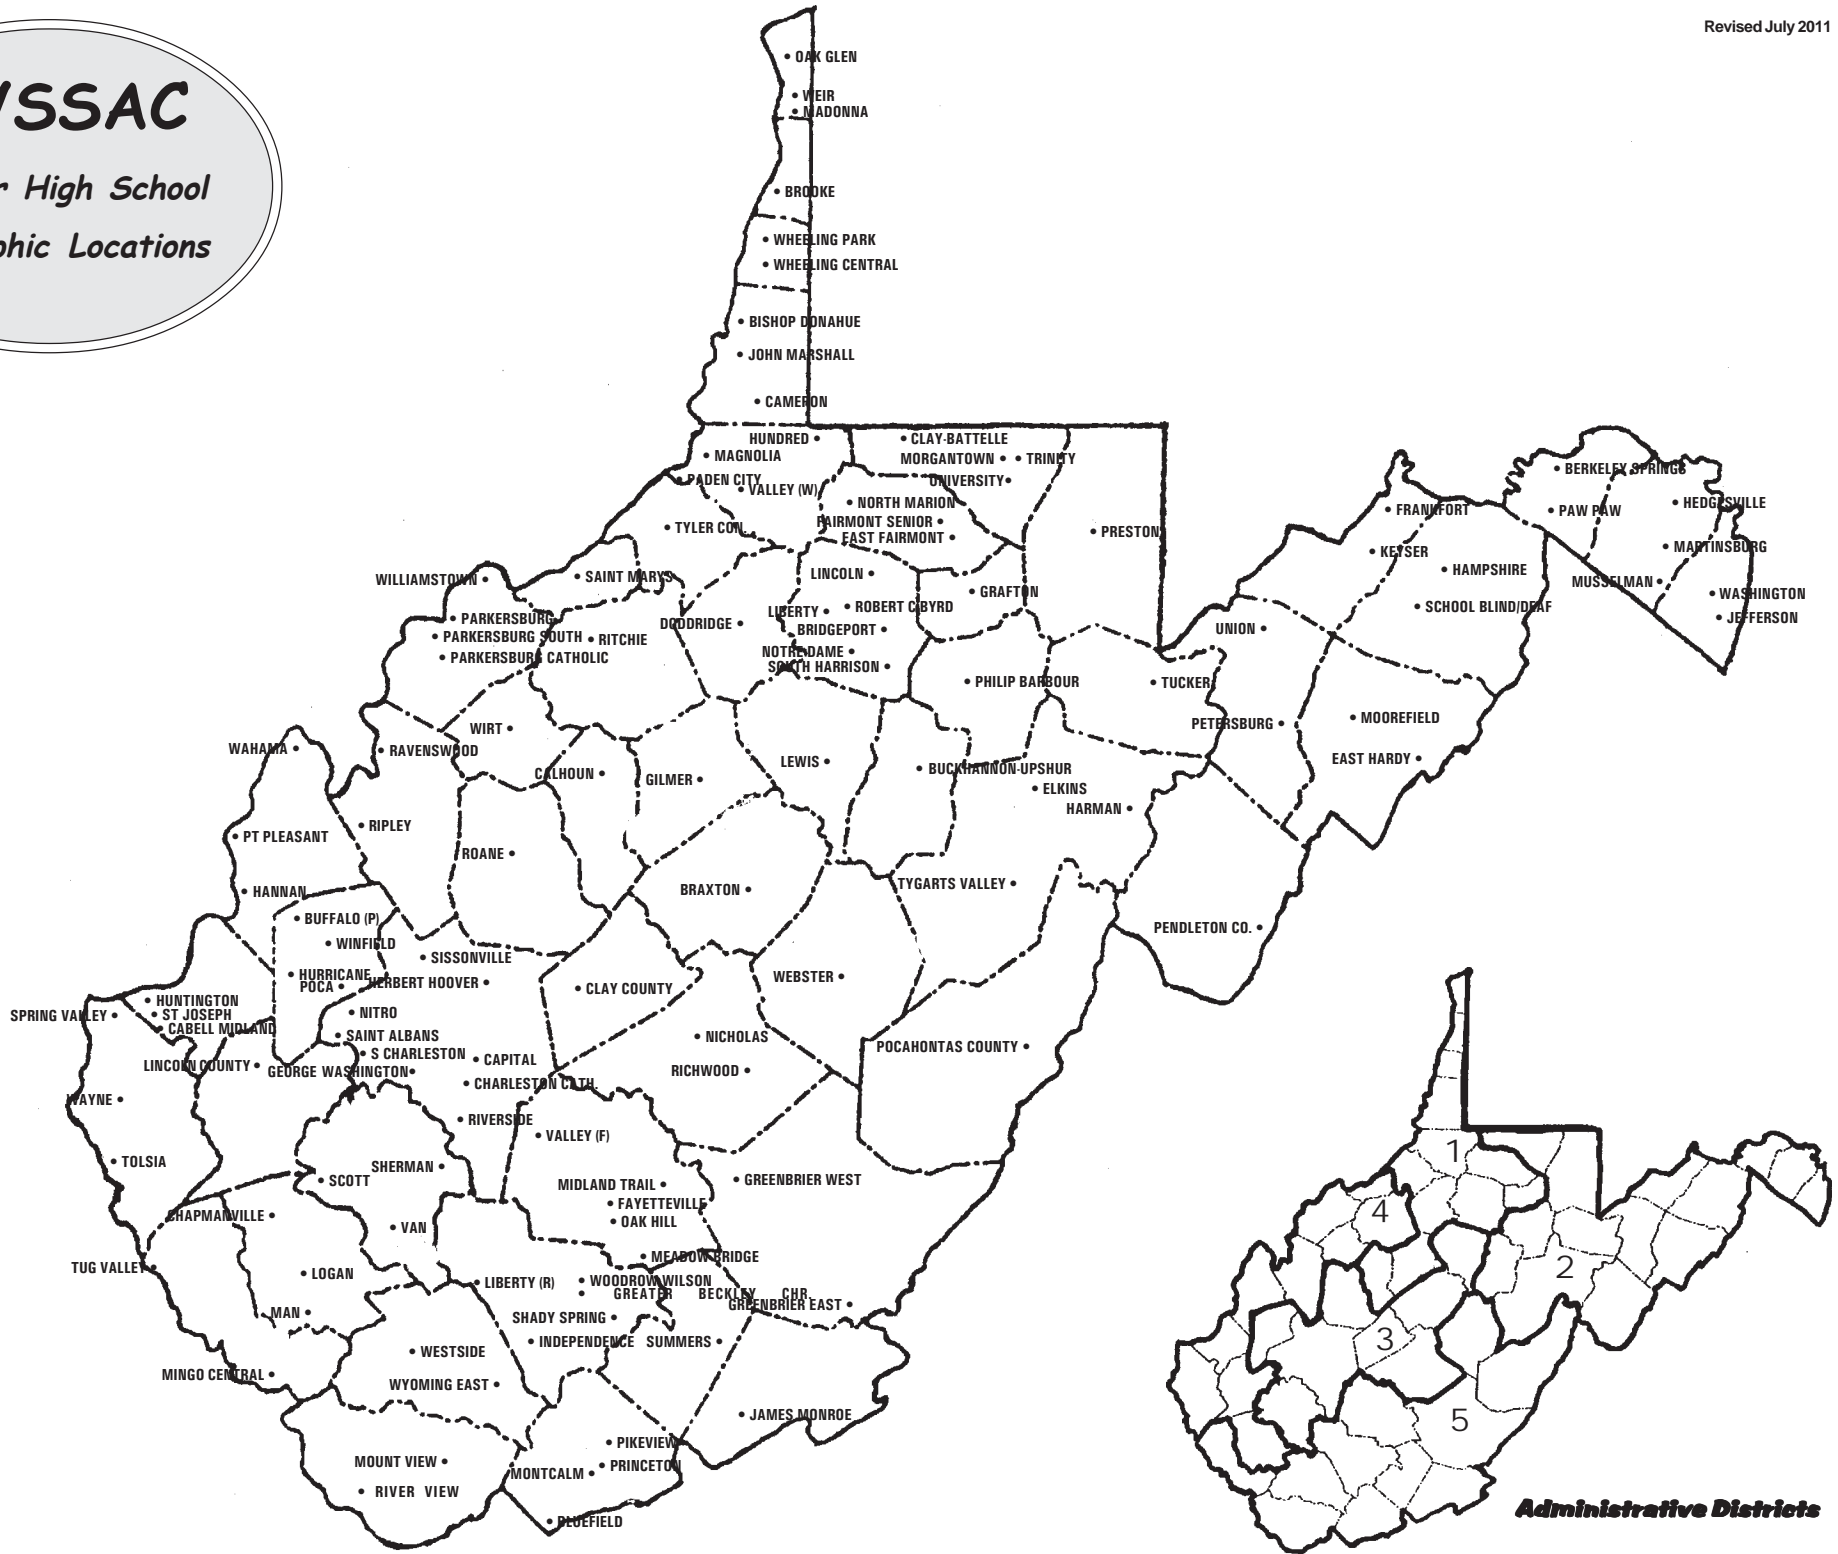 Revised July 2011
SSAC
High School
Locations
OAK GLEN
WEIR
MADONNA
BROOKE
WHEELING PARK
WHEELING CENTRAL
BISHOP DONAHUE
JOHN MARSHALL
CAMERON
HUNDRED
CLAY-BATTELLE
MAGNOLIA
MORGANTOWN
TRINITY
PADEN CITY
VALLEY (W)
UNIVERSITY
NORTH MARION
FAIRMONT SENIOR
EAST FAIRMONT
TYLER CON.
PRESTON
BERKELEY SPRINGS
HEDGESVILLE
FRANKFORT
PAW PAW
MARTINSBURG
KEYSER
HAMPSHIRE
MUSSELMAN
WASHINGTON
SCHOOL BLIND/DEAF
JEFFERSON
WILLIAMSTOWN
SAINT MARYS
LINCOLN
GRAFTON
PARKERSBURG
LIBERTY
ROBERT C BYRD
DODDRIDGE
BRIDGEPORT
UNION
PARKERSBURG SOUTH
RITCHIE
PARKERSBURG CATHOLIC
NOTRE DAME
SOUTH HARRISON
PHILIP BARBOUR
TUCKER
WIRT
PETERSBURG
MOOREFIELD
WAHAMA
RAVENSWOOD
CALHOUN
GILMER
LEWIS
BUCKHANNON-UPSHUR
EAST HARDY
ELKINS
HARMAN
PT PLEASANT
RIPLEY
ROANE
HANNAN
BRAXTON
TYGARTS VALLEY
BUFFALO (P)
WINFIELD
PENDLETON CO.
SISSONVILLE
HURRICANE
POCA
HERBERT HOOVER
CLAY COUNTY
WEBSTER
HUNTINGTON
SPRING VALLEY
ST JOSEPH
NITRO
CABELL MIDLAND
SAINT ALBANS
NICHOLAS
S CHARLESTON
CAPITAL
POCAHONTAS COUNTY
LINCOLN COUNTY
GEORGE WASHINGTON
RICHWOOD
CHARLESTON CATH.
WAYNE
RIVERSIDE
VALLEY (F)
TOLSIA
SHERMAN
SCOTT
MIDLAND TRAIL
GREENBRIER WEST
FAYETTEVILLE
CHAPMANVILLE
VAN
OAK HILL
TUG VALLEY
LOGAN
MEADOW BRIDGE
LIBERTY (R)
WOODROW WILSON
GREATER BECKLEY CHR.
GREENBRIER EAST
MAN
SHADY SPRING
INDEPENDENCE
SUMMERS
WESTSIDE
MINGO CENTRAL
WYOMING EAST
JAMES MONROE
PIKEVIEW
MOUNT VIEW
PRINCETON
MONTCALM
RIVER VIEW
BLUEFIELD
1
4
2
3
5
Administrative Districts